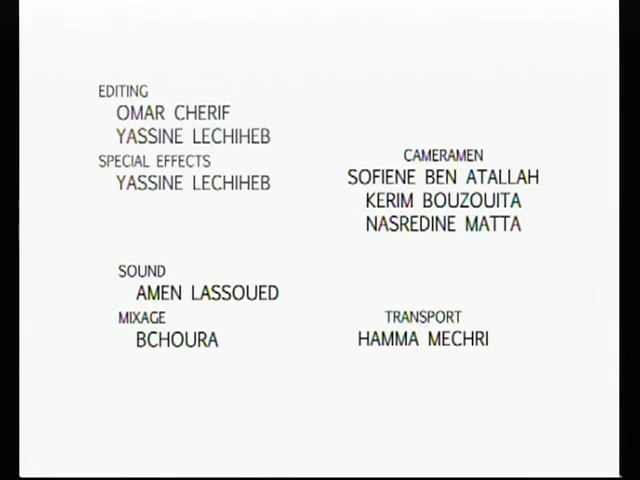 EDITING
OMAR CHERIF
YASSINE LECHIHEB
SPECIAL EFFECTS
YASSINE LECHIHEB
CAMERAMEN
SOFIENE BEN ATALLAH
KERIM BOUZOUITA
NASREDINE MATTA
SOUND
AMEN LASSOUED
MIXAGE
BCHOURA
TRANSPORT
HAMMA MECHRI